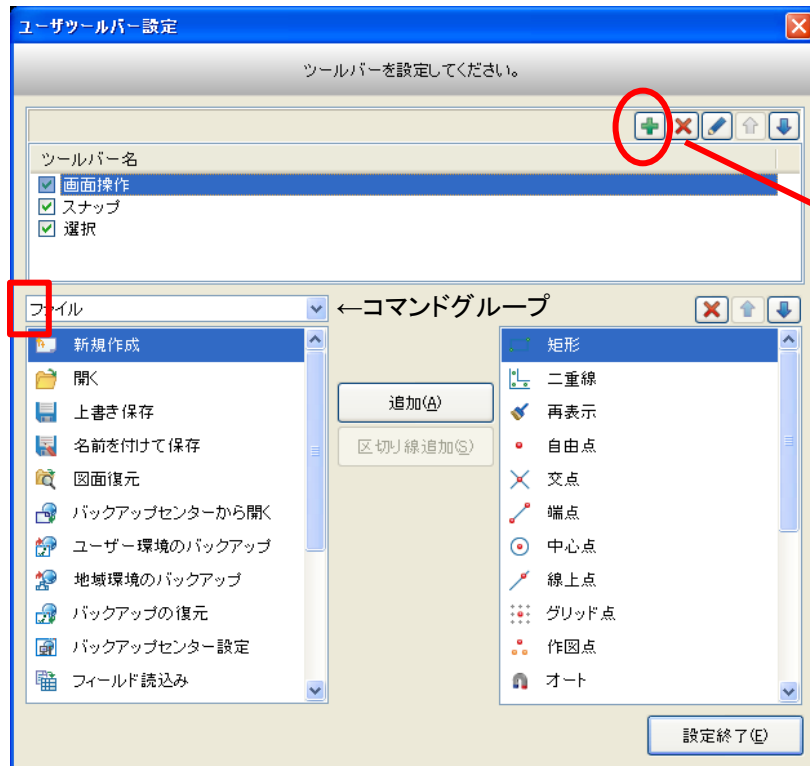 ユーザツールバー設定
ツールバーを設定してください。
ツールバー名
画面操作
スナップ
選択
ファイル
←コマンドグループ
新規作成
開く
上書き保存
名前を付けて保存
図面復元
バックアップセンターから開く
ユーザー環境のバックアップ
地域環境のバックアップ
バックアップの復元
バックアップセンター設定
フィールド読込み
追加(A)
区切り線追加(S)
矩形
二重線
再表示
自由点
交点
端点
中心点
線上点
グリッド点
作図点
オート
設定終了(E)